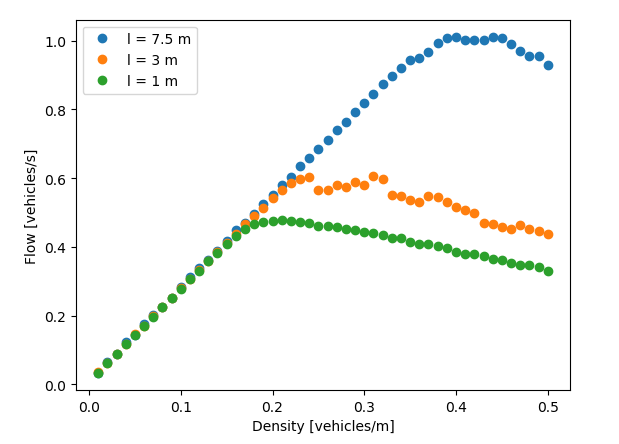 l = 7.5 m
l = 3 m
l = 1 m
1.0
0.8
0.6
0.4
0.2
0.0
Flow [vehicles/s]
0.0 0.1 0.2 0.3 0.4 0.5
Density [vehicles/m]